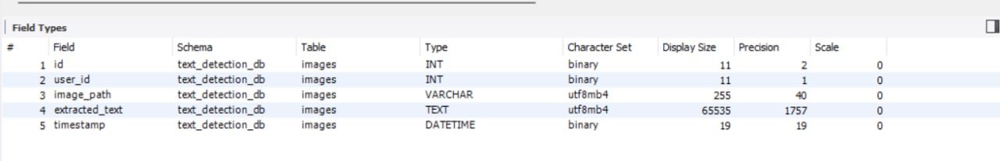 Field Types
# Field Schema Table Type Character Set Display Size Precision Scale
1 id text_detection_db images INT binary 11 2 0
2 user_id text_detection_db images INT binary 11 1 0
3 image_path text_detection_db images VARCHAR utf8mb4 255 40 0
4 extracted_text text_detection_db images TEXT utf8mb4 65535 1757 0
5 timestamp text_detection_db images DATETIME binary 19 19 0